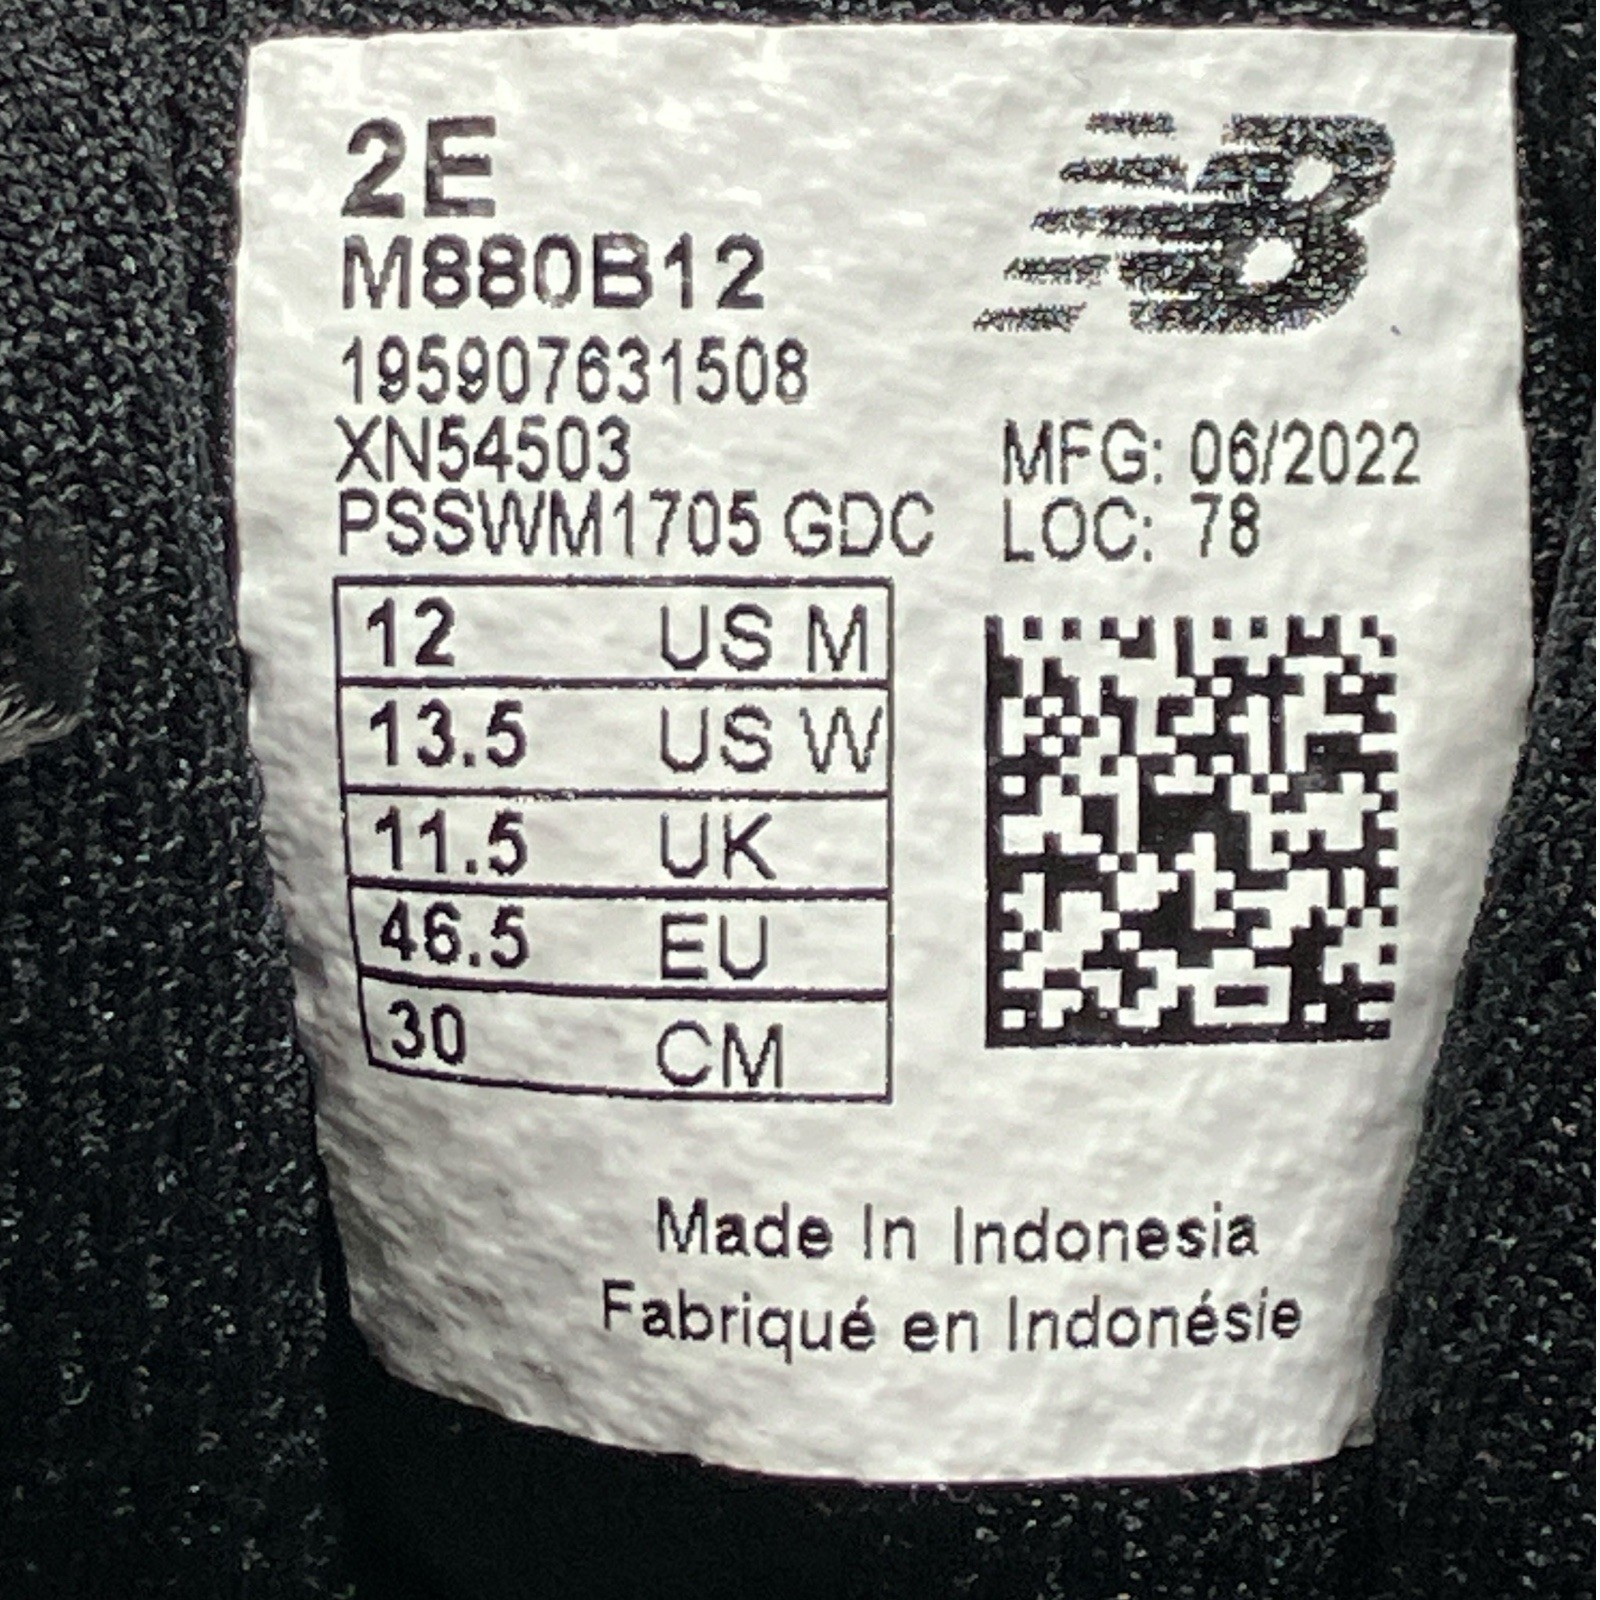 2E
M880B12
195907631508
XN54503
PSSWM1705 GDC
MFG: 06/2022
LOC: 78
12 US M
13.5 US W
11.5 UK
46.5 EU
30 CM
Made In Indonesia
Fabriqué en Indonésie